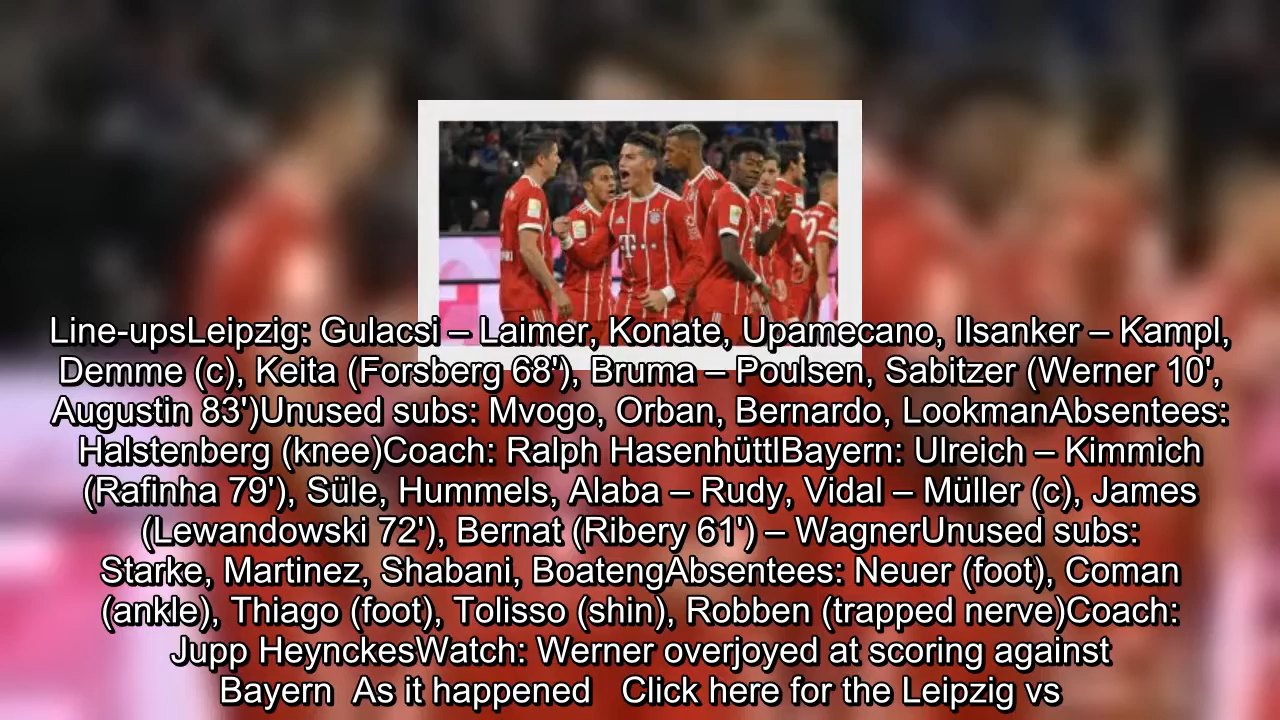 Line-upsLeipzig: Gulacsi – Laimer, Konate, Upamecano, Ilsanker – Kampl,
Demme (c), Keita (Forsberg 68'), Bruma – Poulsen, Sabitzer (Werner 10',
Augustin 83')Unused subs: Mvogo, Orban, Bernardo, LookmanAbsentees:
Halstenberg (knee)Coach: Ralph HasenhüttlBayern: Ulreich – Kimmich
(Rafinha 79'), Süle, Hummels, Alaba – Rudy, Vidal – Müller (c), James
(Lewandowski 72'), Bernat (Ribery 61') – WagnerUnused subs:
Starke, Martinez, Shabani, BoatengAbsentees: Neuer (foot), Coman
(ankle), Thiago (foot), Tolisso (shin), Robben (trapped nerve)Coach:
Jupp HeynckesWatch: Werner overjoyed at scoring against
Bayern  As it happened   Click here for the Leipzig vs